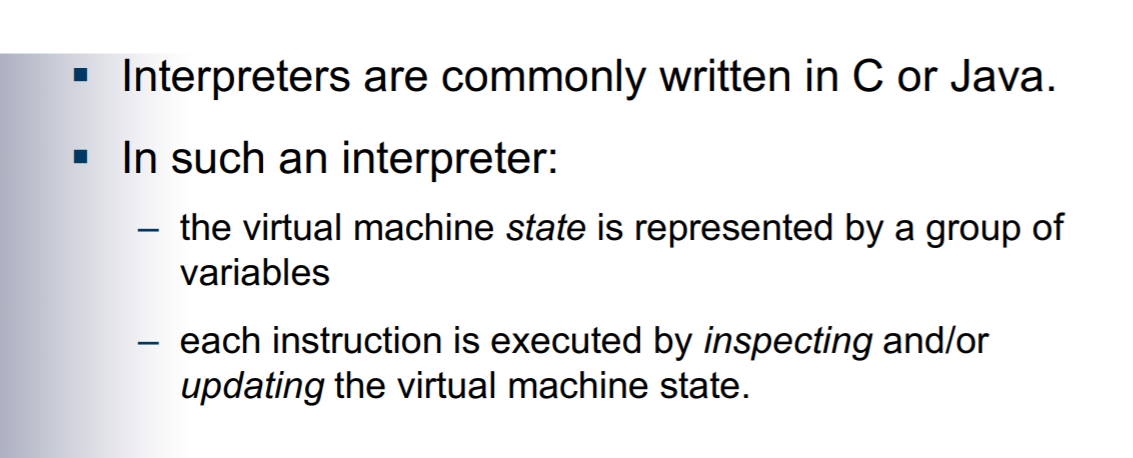 ▪ Interpreters are commonly written in C or Java.
▪ In such an interpreter:
– the virtual machine state is represented by a group of
variables
– each instruction is executed by inspecting and/or
updating the virtual machine state.